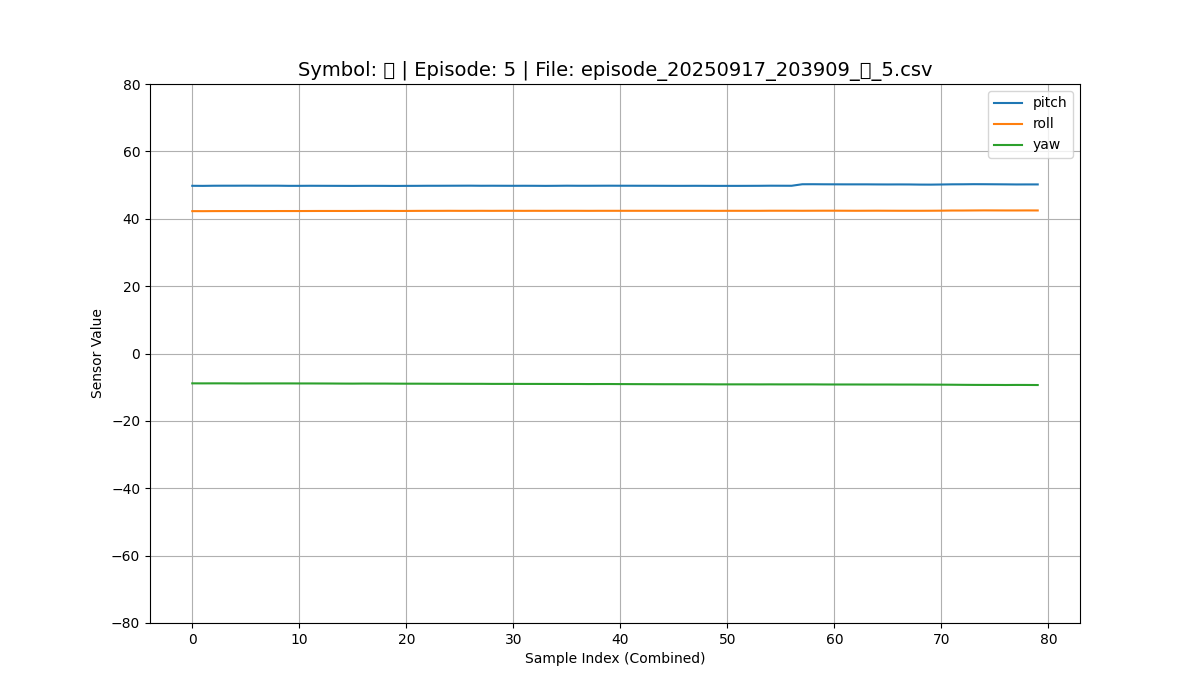 Symbol: | Episode: 5 | File: episode_20250917_203909_ _5.csv
80
60
40
20
0
−20
−40
−60
−80
Sensor Value
0 10 20 30 40 50 60 70 80
Sample Index (Combined)
pitch
roll
yaw